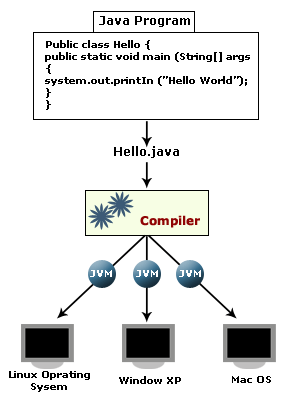 Java Program
Public class Hello {
public static void main (String[] args
{
system.out.printIn ("Hello World");
}
}
Hello.java
Compiler
JVM JVM JVM
Linux Oprating
Sysem
Window XP
Mac OS